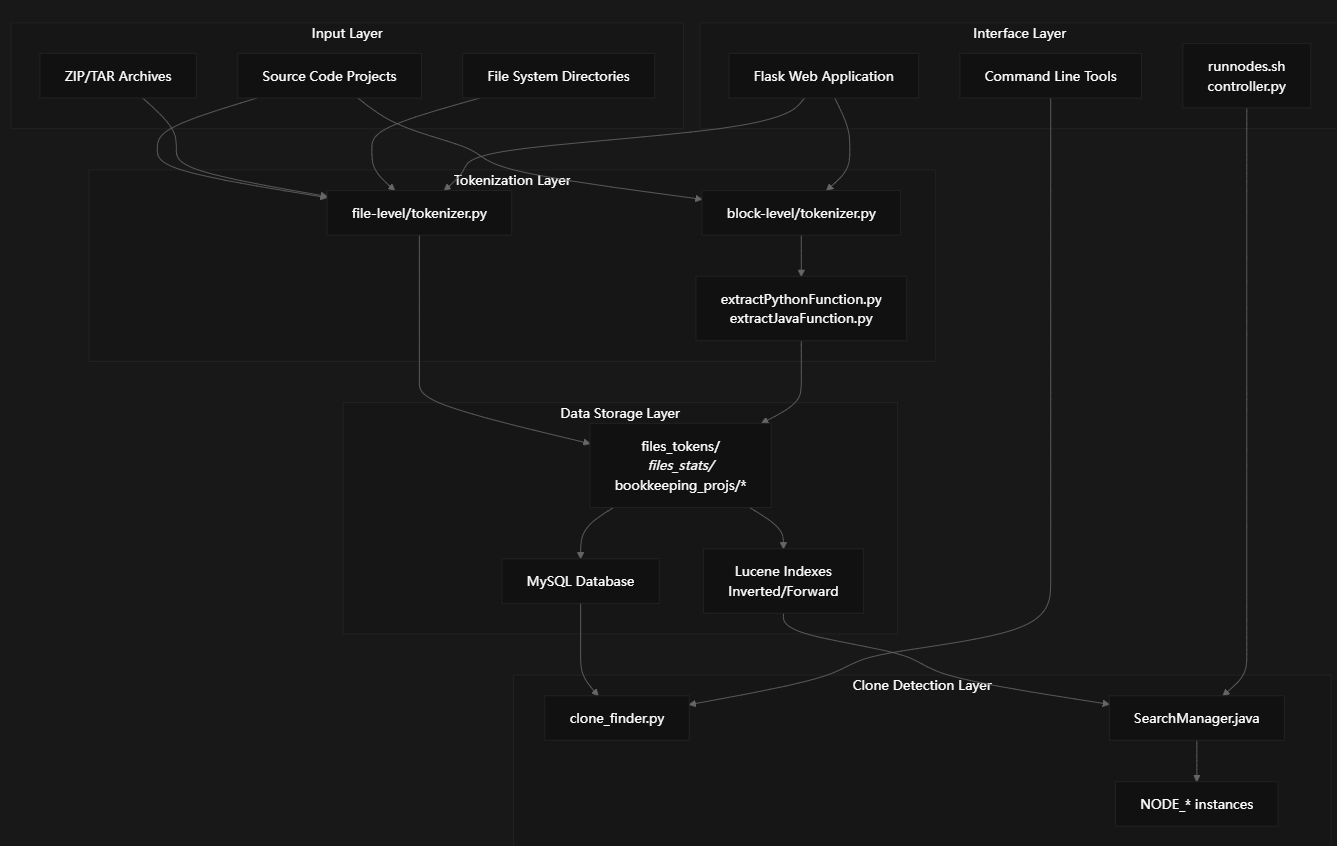 Input Layer
ZIP/TAR Archives
Source Code Projects
File System Directories
Interface Layer
Flask Web Application
Command Line Tools
runnodes.sh
controller.py
Tokenization Layer
file-level/tokenizer.py
block-level/tokenizer.py
extractPythonFunction.py
extractJavaFunction.py
Data Storage Layer
files_tokens/
files_stats/
bookkeeping_projs/*
MySQL Database
Lucene Indexes
Inverted/Forward
Clone Detection Layer
clone_finder.py
SearchManager.java
NODE_* instances